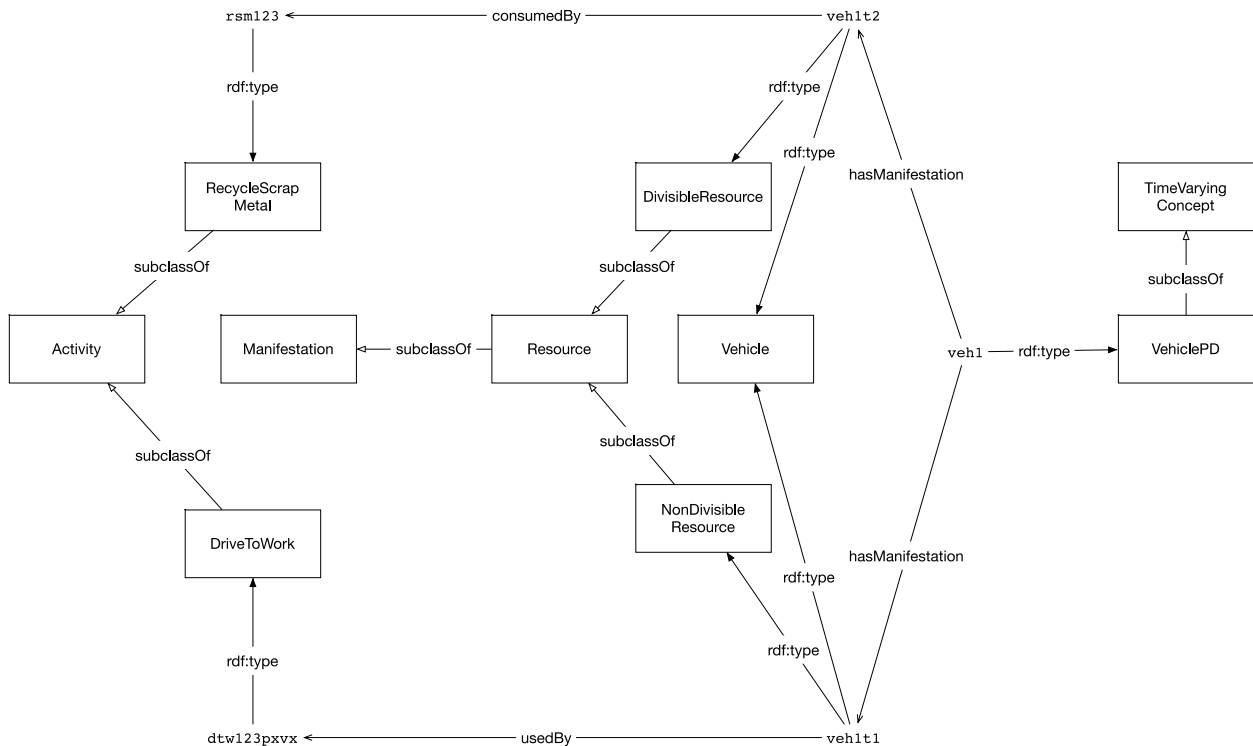 rsm123
consumedBy
veh1t2
rdf:type
rdf:type
rdf:type
hasManifestation
RecycleScrap
Metal
DivisibleResource
TimeVarying
Concept
subclassOf
subclassOf
subclassOf
Activity
Manifestation
subclassOf
Resource
Vehicle
veh1
rdf:type
VehiclePD
subclassOf
subclassOf
DriveToWork
NonDivisible
Resource
hasManifestation
rdf:type
rdf:type
rdf:type
dtw123pxvx
usedBy
veh1t1